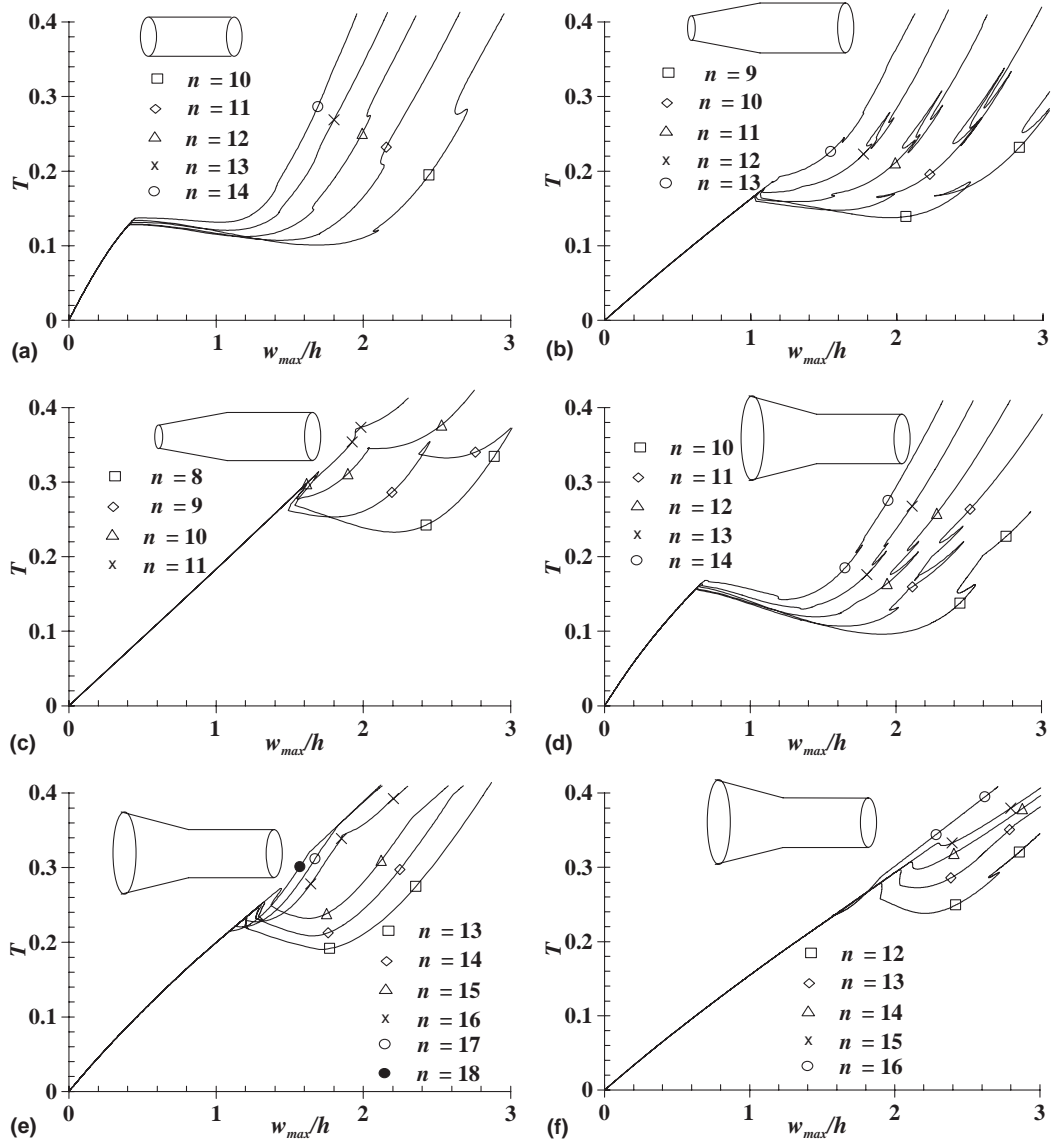 0.4
0.3
0.2
0.1
0
T
n = 10
n = 11
n = 12
n = 13
n = 14
0 1 2 3
w_max/h
(a)
0.4
0.3
0.2
0.1
0
T
n = 9
n = 10
n = 11
n = 12
n = 13
0 1 2 3
w_max/h
(b)
0.4
0.3
0.2
0.1
0
T
n = 8
n = 9
n = 10
n = 11
0 1 2 3
w_max/h
(c)
0.4
0.3
0.2
0.1
0
T
n = 10
n = 11
n = 12
n = 13
n = 14
0 1 2 3
w_max/h
(d)
0.4
0.3
0.2
0.1
0
T
n = 13
n = 14
n = 15
n = 16
n = 17
n = 18
0 1 2 3
w_max/h
(e)
0.4
0.3
0.2
0.1
0
T
n = 12
n = 13
n = 14
n = 15
n = 16
0 1 2 3
w_max/h
(f)